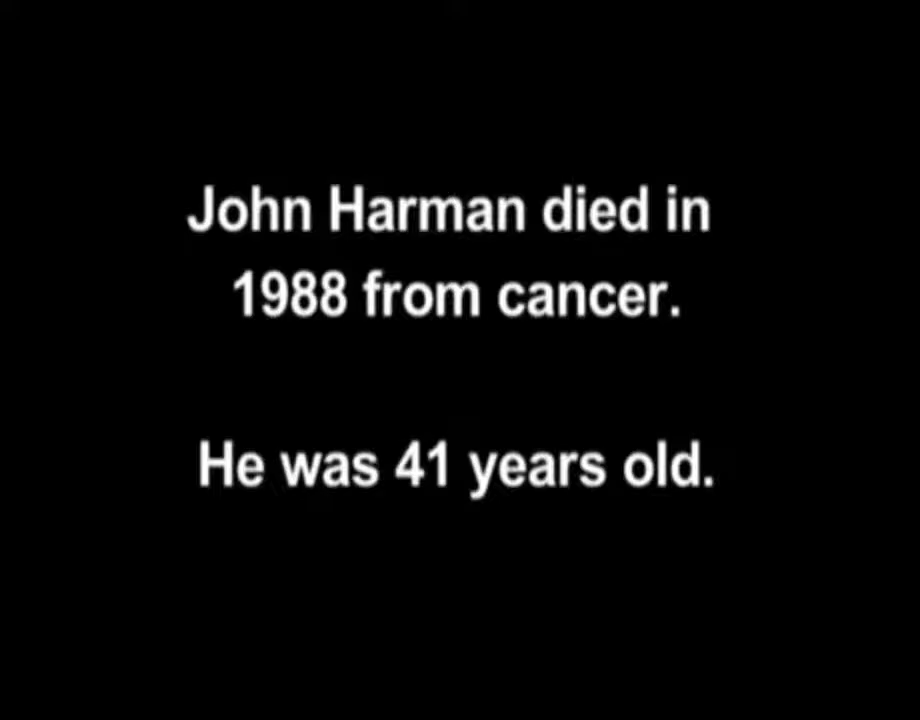 John Harman died in
1988 from cancer.
He was 41 years old.